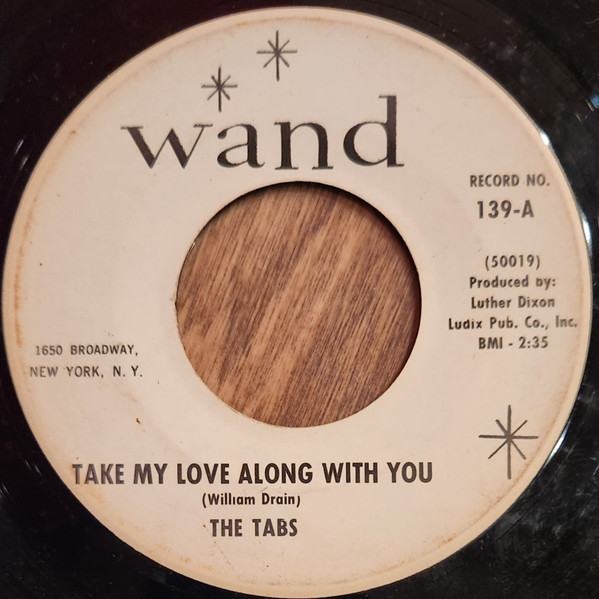 wand
RECORD NO.
139-A
(50019)
Produced by:
Luther Dixon
Ludix Pub. Co., Inc.
BMI - 2:35
1650 BROADWAY,
NEW YORK, N. Y.
TAKE MY LOVE ALONG WITH YOU
(William Drain)
THE TABS